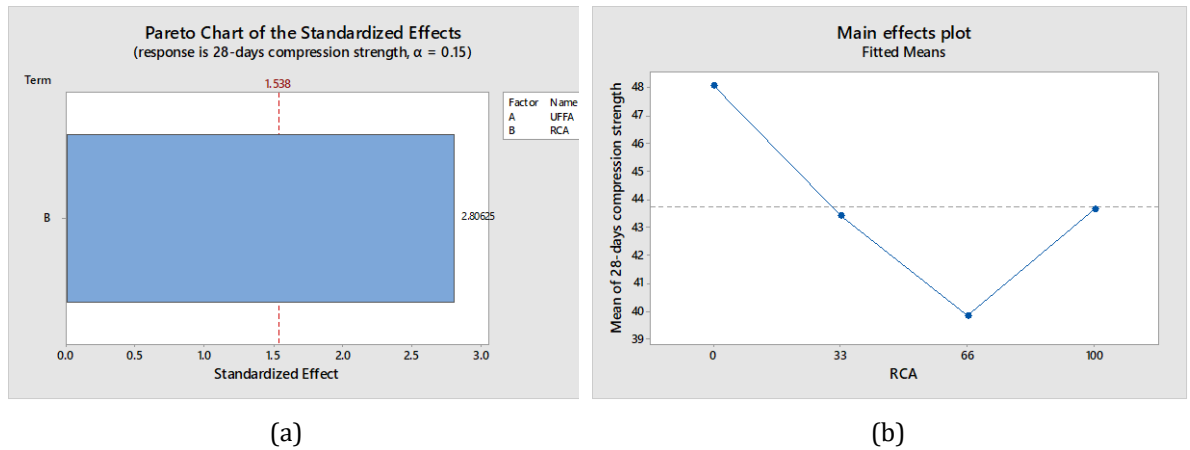 Pareto Chart of the Standardized Effects
(response is 28-days compression strength, α = 0.15)
Term
1.538
Factor Name
A UFFA
B RCA
B
2.80625
0.0 0.5 1.0 1.5 2.0 2.5 3.0
Standardized Effect
(a)
Main effects plot
Fitted Means
Mean of 28-days compression strength
48
47
46
45
44
43
42
41
40
39
0 33 66 100
RCA
(b)